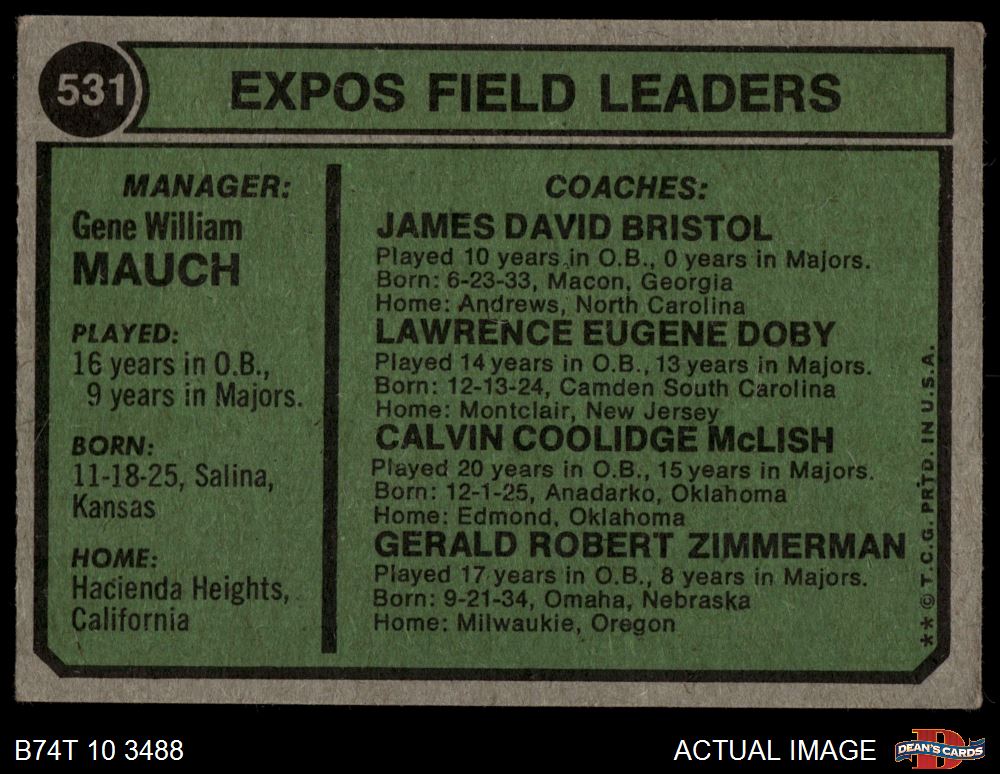 531
EXPOS FIELD LEADERS
MANAGER:
Gene William
MAUCH
PLAYED:
16 years in O.B.,
9 years in Majors.
BORN:
11-18-25, Salina,
Kansas
HOME:
Hacienda Heights,
California
COACHES:
JAMES DAVID BRISTOL
Played 10 years in O.B., 0 years in Majors.
Born: 6-23-33, Macon, Georgia
Home: Andrews, North Carolina
LAWRENCE EUGENE DOBY
Played 14 years in O.B., 13 years in Majors.
Born: 12-13-24, Camden South Carolina
Home: Montclair, New Jersey
CALVIN COOLIDGE McLISH
Played 20 years in O.B., 15 years in Majors.
Born: 12-1-25, Anadarko, Oklahoma
Home: Edmond, Oklahoma
GERALD ROBERT ZIMMERMAN
Played 17 years in O.B., 8 years in Majors.
Born: 9-21-34, Omaha, Nebraska
Home: Milwaukie, Oregon
**© T.C.G. PRTD. IN U.S.A.
B74T 10 3488
ACTUAL IMAGE
D
DEAN'S CARDS